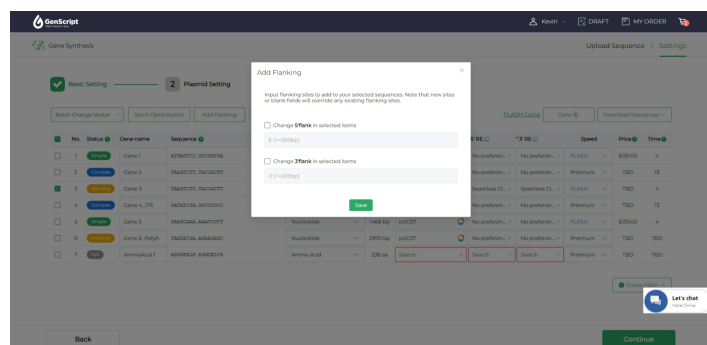 GenScript
Kevin
DRAFT
MY ORDER
Gene Synthesis
Upload Sequence
Settings
Basic Setting
2 Plasmid Setting
Batch Change Vector
Batch Optimization
Add Flanking
FLASH Gene
Download Sequences
Add Flanking
Input flanking sites to add to your selected sequences. Note that new sites
or blank fields will override any existing flanking sites.
Change 5'flank in selected items
5' (<=200bp)
Change 3'flank in selected items
3' (<=200bp)
Save
No. Status Gene name Sequence 5' RE * 3' RE Speed Price Time
1 Simple Gene 1 No preferen... No preferen... FLASH $139.00 4
2 Complex Gene 2 No preferen... No preferen... Premium TBD 13
3 Warning Gene 3 Seamless Cl... Seamless Cl... Premium TBD 13
4 Complex Gene 4_ITR No preferen... No preferen... Premium TBD 13
5 Simple Gene 5 Nucleotide 1468 bp pUC57 No preferen... No preferen... FLASH $139.00 4
6 Warning Gene 6_PolyA Nucleotide 2970 bp pUC57 No preferen... No preferen... Premium TBD TBD
7 N/A AminoAcid 1 Amino Acid 238 aa Search Search Search Premium TBD TBD
Status Filter
Let's chat
Back
Continue